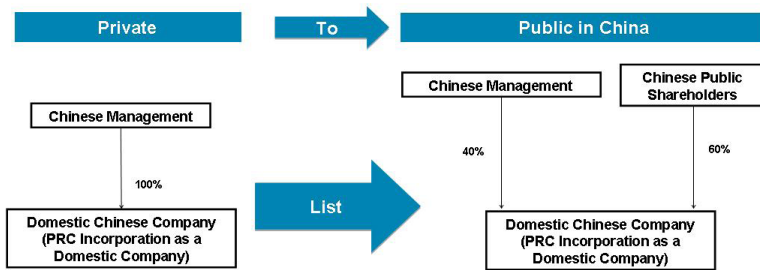 Private
To
Public in China
Chinese Management
100%
Domestic Chinese Company
(PRC Incorporation as a
Domestic Company)
List
Chinese Management
Chinese Public
Shareholders
40%
60%
Domestic Chinese Company
(PRC Incorporation as a
Domestic Company)